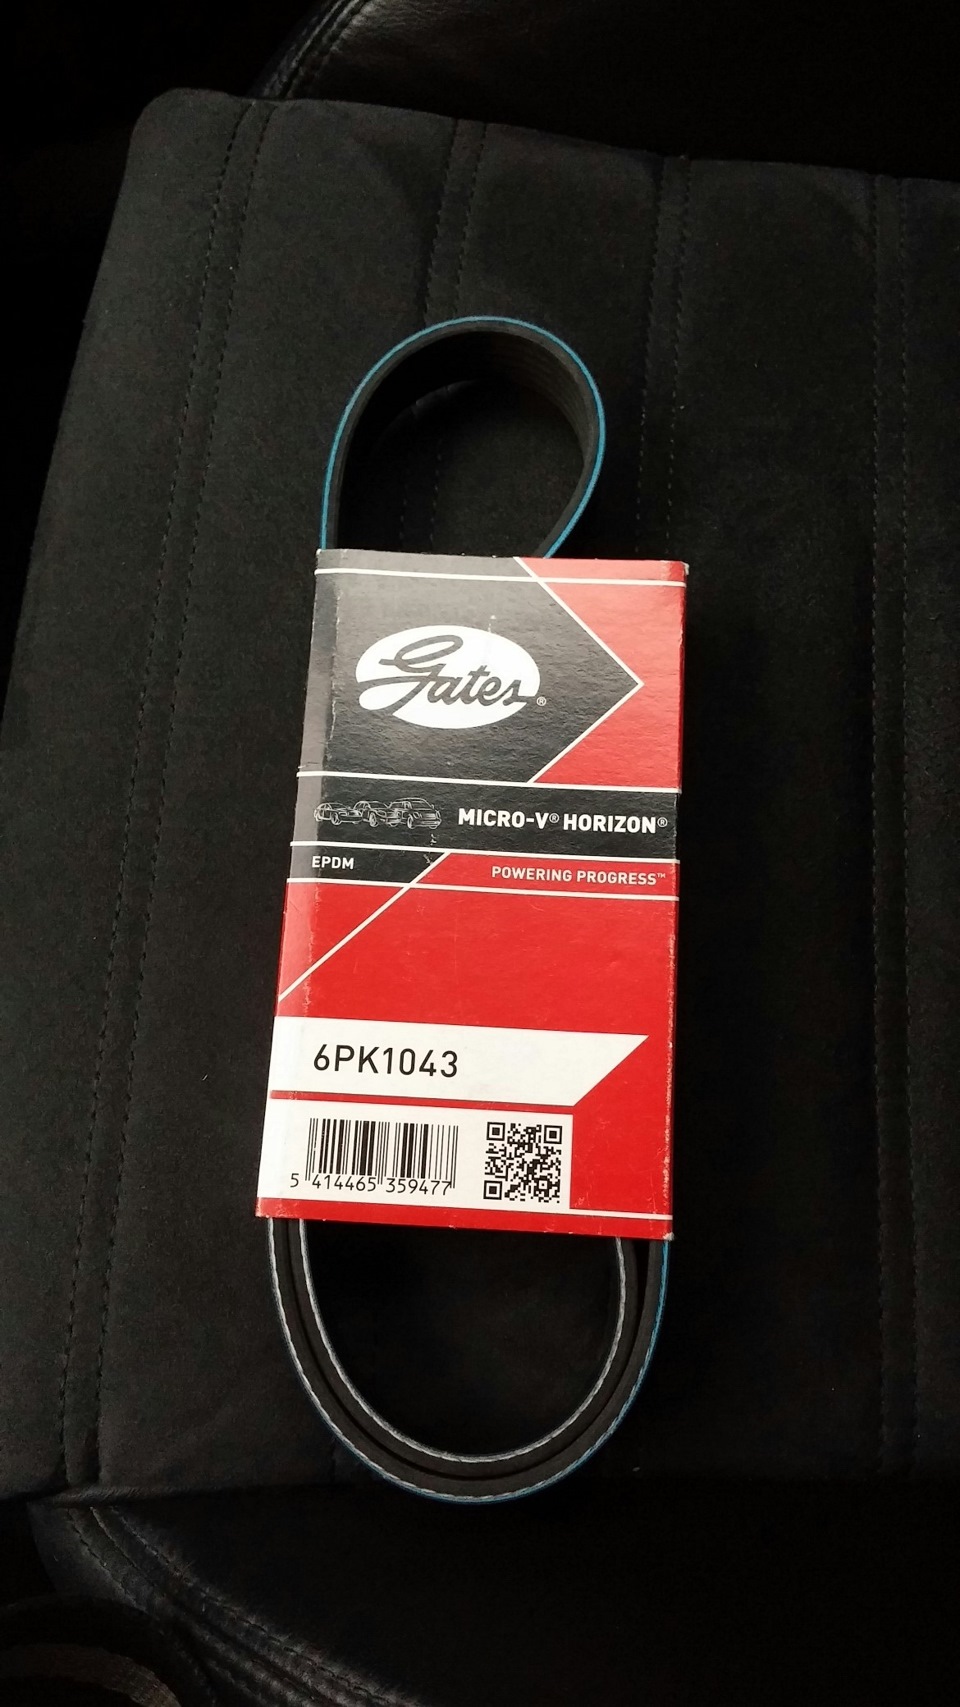 Gates®
MICRO-V® HORIZON®
EPDM
POWERING PROGRESS™
6PK1043
5 414465 359477